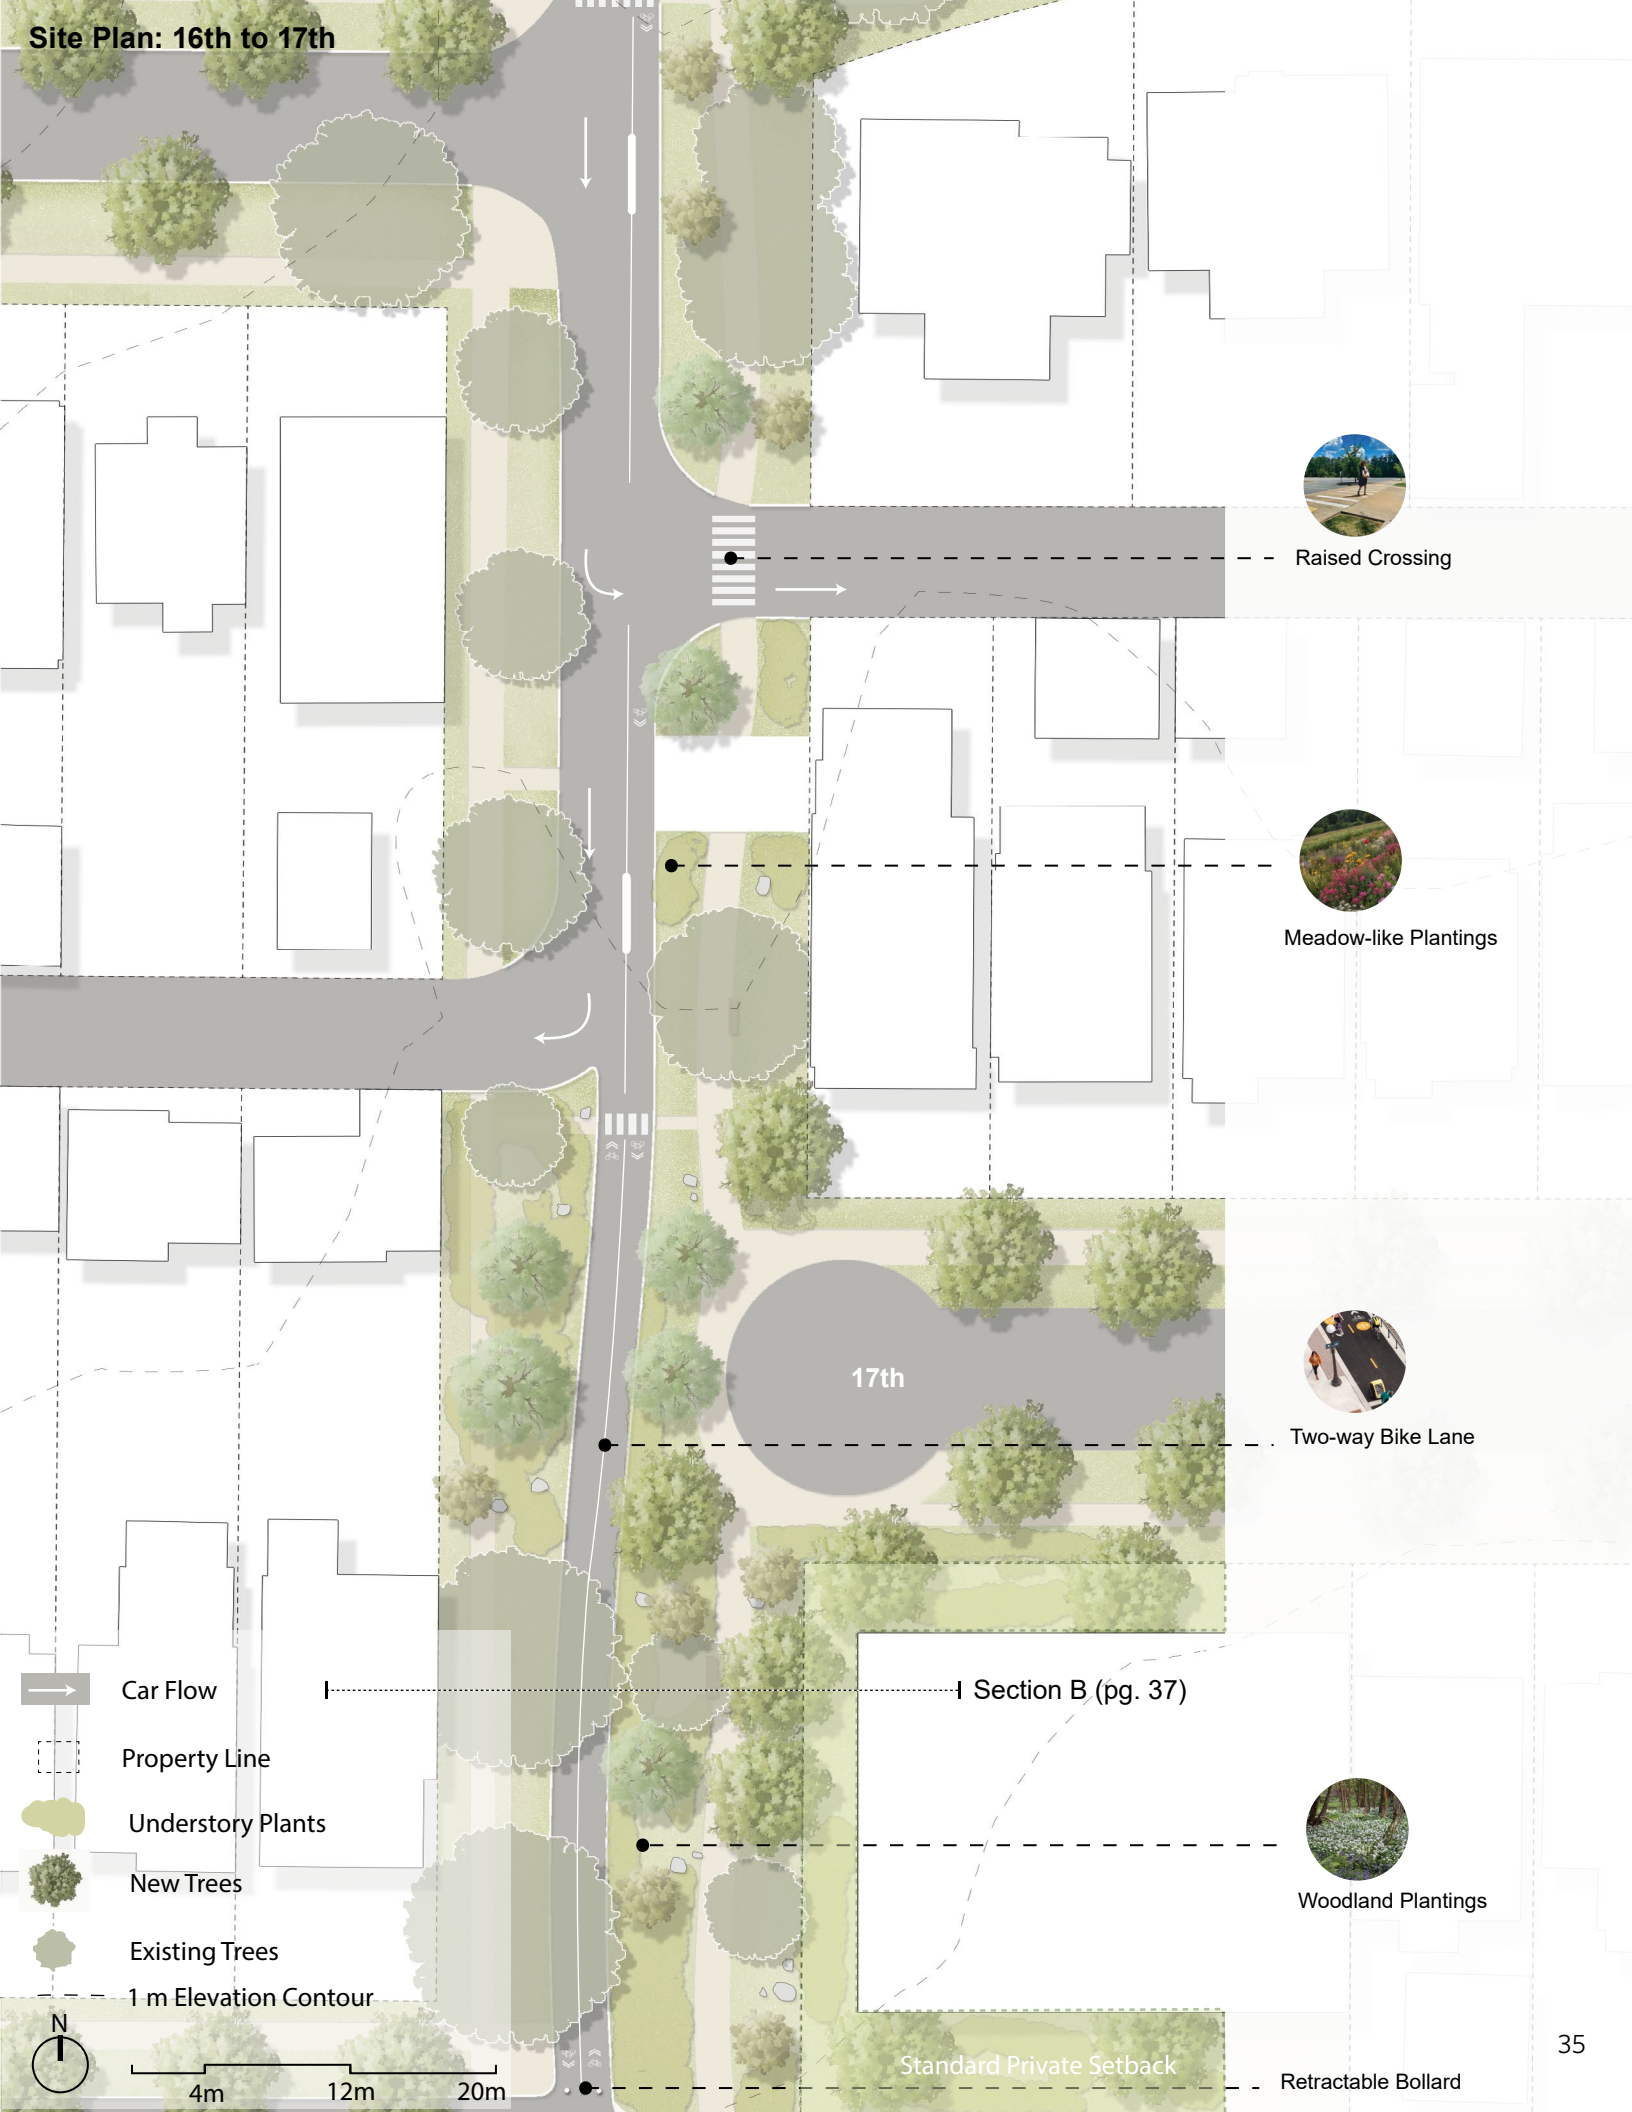 Site Plan: 16th to 17th
Raised Crossing
Meadow-like Plantings
17th
Two-way Bike Lane
Car Flow
Section B (pg. 37)
Property Line
Understory Plants
New Trees
Woodland Plantings
Existing Trees
1 m Elevation Contour
N
4m
12m
20m
Standard Private Setback
Retractable Bollard
35